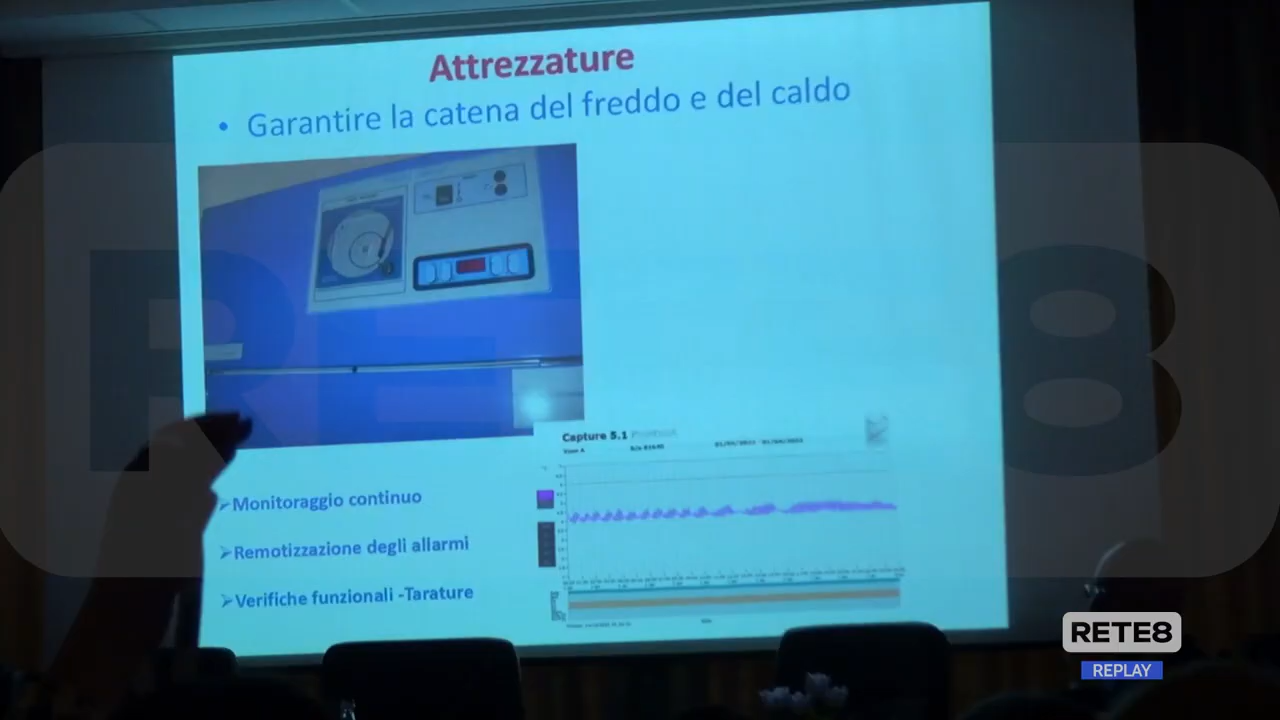 Attrezzature
• Garantire la catena del freddo e del caldo
Capture 5.1
➢Monitoraggio continuo
➢Remotizzazione degli allarmi
➢Verifiche funzionali -Tarature
RETE8
RETE8
REPLAY